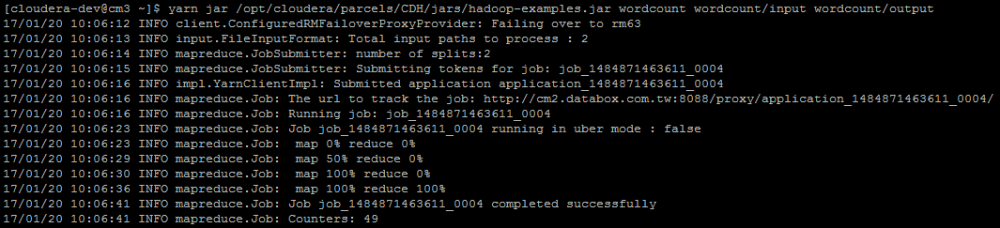 [cloudera-dev@cm3 ~]$ yarn jar /opt/cloudera/parcels/CDH/jars/hadoop-examples.jar wordcount wordcount/input wordcount/output
17/01/20 10:06:12 INFO client.ConfiguredRMFailoverProxyProvider: Failing over to rm63
17/01/20 10:06:13 INFO input.FileInputFormat: Total input paths to process : 2
17/01/20 10:06:14 INFO mapreduce.JobSubmitter: number of splits:2
17/01/20 10:06:15 INFO mapreduce.JobSubmitter: Submitting tokens for job: job_1484871463611_0004
17/01/20 10:06:16 INFO impl.YarnClientImpl: Submitted application application_1484871463611_0004
17/01/20 10:06:16 INFO mapreduce.Job: The url to track the job: http://cm2.databox.com.tw:8088/proxy/application_1484871463611_0004/
17/01/20 10:06:16 INFO mapreduce.Job: Running job: job_1484871463611_0004
17/01/20 10:06:23 INFO mapreduce.Job: Job job_1484871463611_0004 running in uber mode : false
17/01/20 10:06:23 INFO mapreduce.Job:  map 0% reduce 0%
17/01/20 10:06:29 INFO mapreduce.Job:  map 50% reduce 0%
17/01/20 10:06:30 INFO mapreduce.Job:  map 100% reduce 0%
17/01/20 10:06:36 INFO mapreduce.Job:  map 100% reduce 100%
17/01/20 10:06:41 INFO mapreduce.Job: Job job_1484871463611_0004 completed successfully
17/01/20 10:06:41 INFO mapreduce.Job: Counters: 49